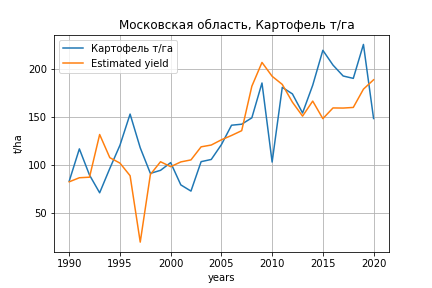 Московская область, Картофель т/га
Картофель т/га
Estimated yield
t/ha
200
150
100
50
1990 1995 2000 2005 2010 2015 2020
years